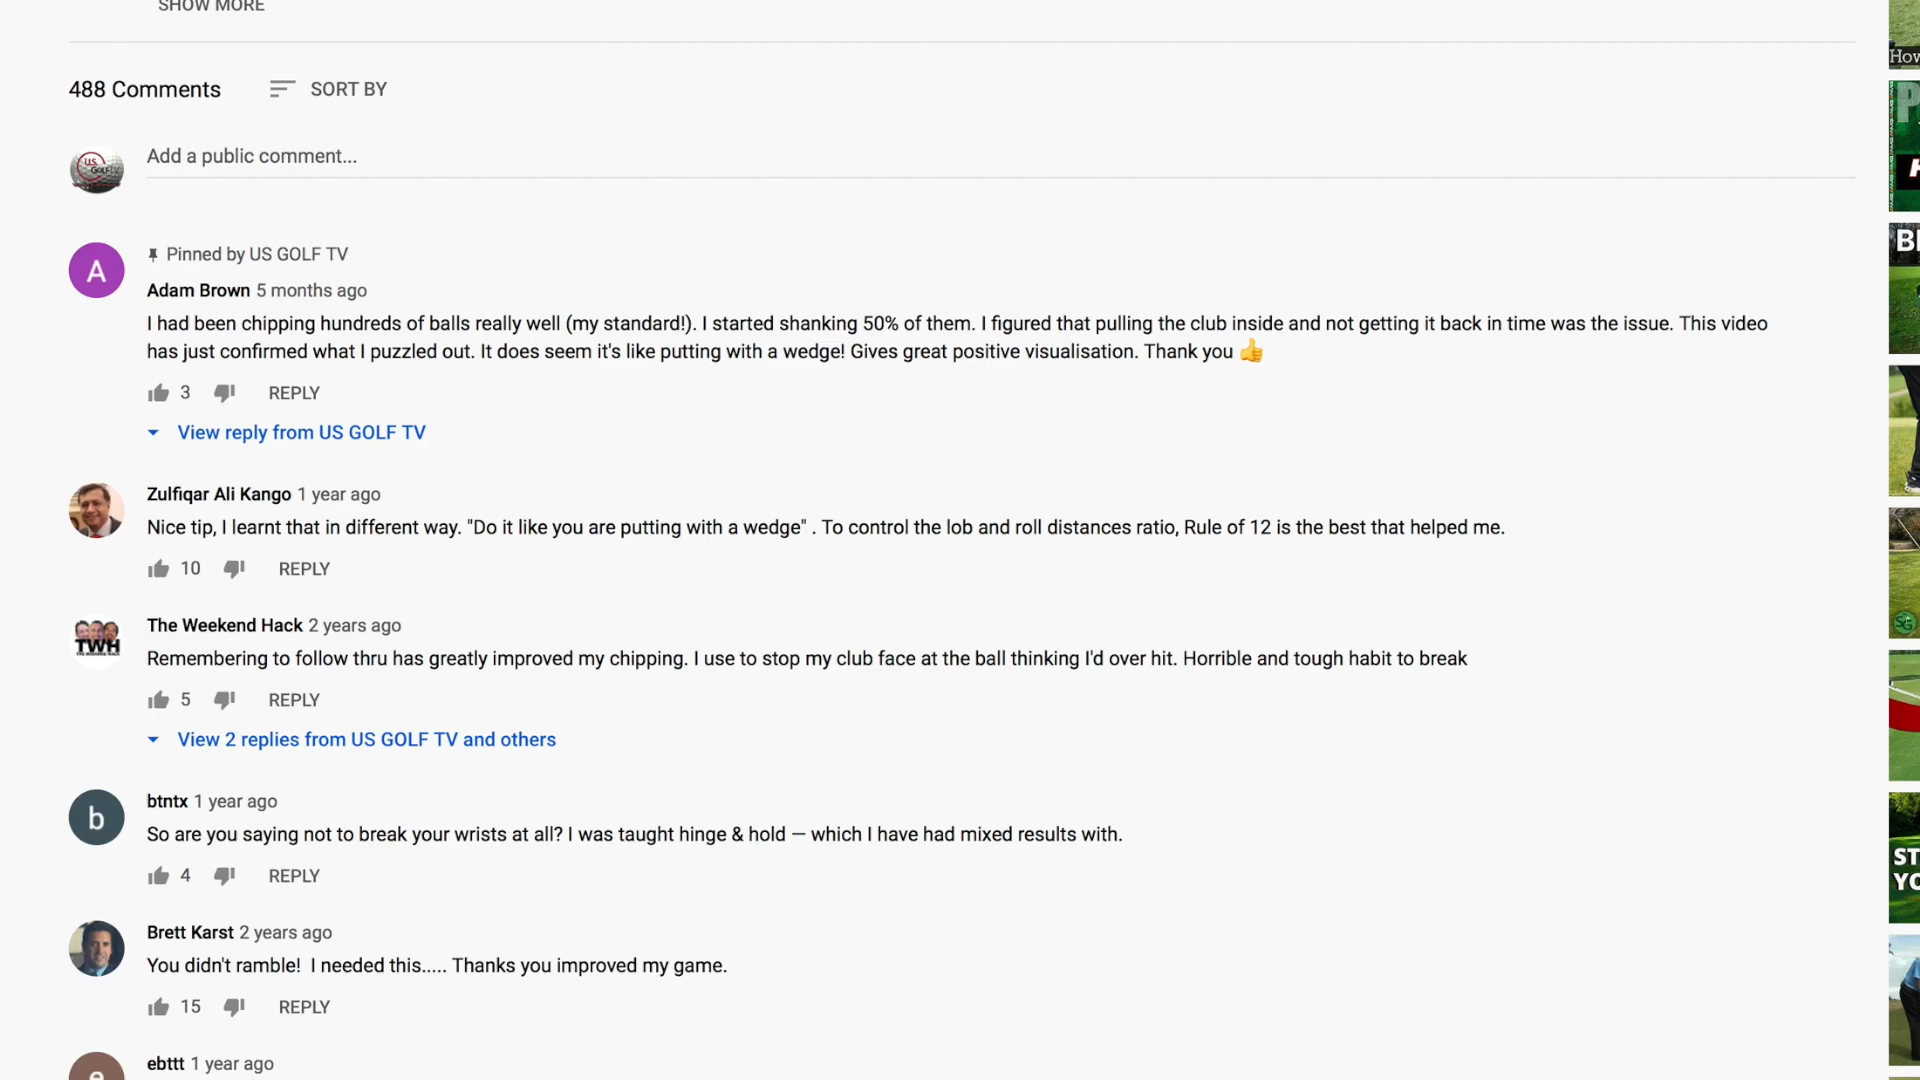 SHOW MORE
488 Comments
SORT BY
Add a public comment...
Pinned by US GOLF TV
Adam Brown 5 months ago
I had been chipping hundreds of balls really well (my standard!). I started shanking 50% of them. I figured that pulling the club inside and not getting it back in time was the issue. This video
has just confirmed what I puzzled out. It does seem it's like putting with a wedge! Gives great positive visualisation. Thank you 👍
3 REPLY
View reply from US GOLF TV
Zulfiqar Ali Kango 1 year ago
Nice tip, I learnt that in different way. "Do it like you are putting with a wedge" . To control the lob and roll distances ratio, Rule of 12 is the best that helped me.
10 REPLY
TWH
The Weekend Hack 2 years ago
Remembering to follow thru has greatly improved my chipping. I use to stop my club face at the ball thinking I'd over hit. Horrible and tough habit to break
5 REPLY
View 2 replies from US GOLF TV and others
b
btntx 1 year ago
So are you saying not to break your wrists at all? I was taught hinge & hold — which I have had mixed results with.
4 REPLY
Brett Karst 2 years ago
You didn't ramble!  I needed this..... Thanks you improved my game.
15 REPLY
ebttt 1 year ago
A
U.S.
GOLF TV
SG